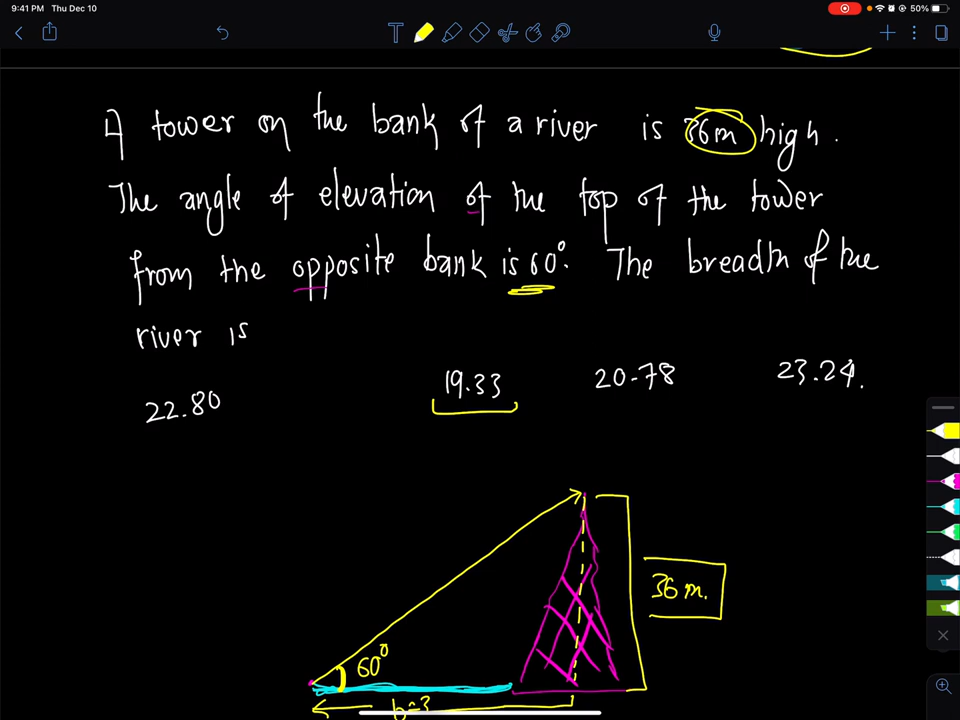 9:41 PM Thu Dec 10
50%
A tower on the bank of a river is 36m high.
The angle of elevation of the top of the tower
from the opposite bank is 60°. The breadth of the
river is
19.33 20.78 23.24.
22.80
36 m.
60°
b=?